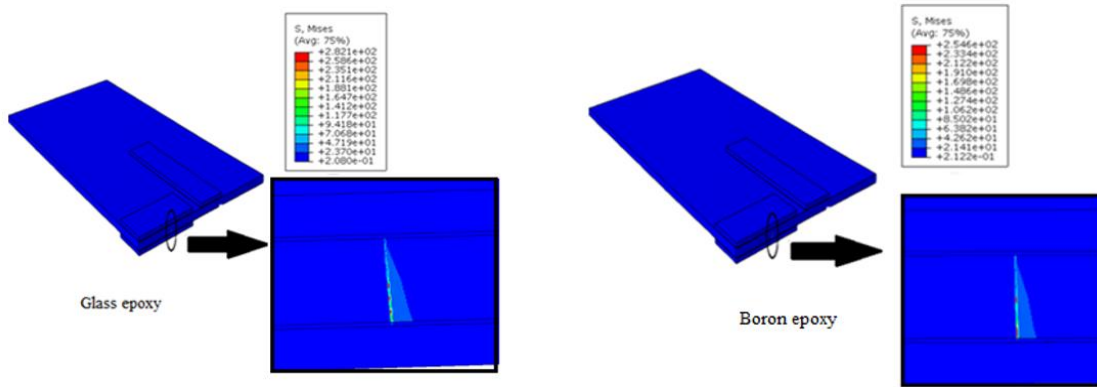 S, Mises
(Avg: 75%)
+2.821e+02
+2.586e+02
+2.351e+02
+2.116e+02
+1.881e+02
+1.647e+02
+1.412e+02
+1.177e+02
+9.418e+01
+7.068e+01
+4.719e+01
+2.370e+01
+2.080e-01
Glass epoxy
S, Mises
(Avg: 75%)
+2.546e+02
+2.334e+02
+2.122e+02
+1.910e+02
+1.698e+02
+1.486e+02
+1.274e+02
+1.062e+02
+8.502e+01
+6.382e+01
+4.262e+01
+2.141e+01
+2.122e-01
Boron epoxy